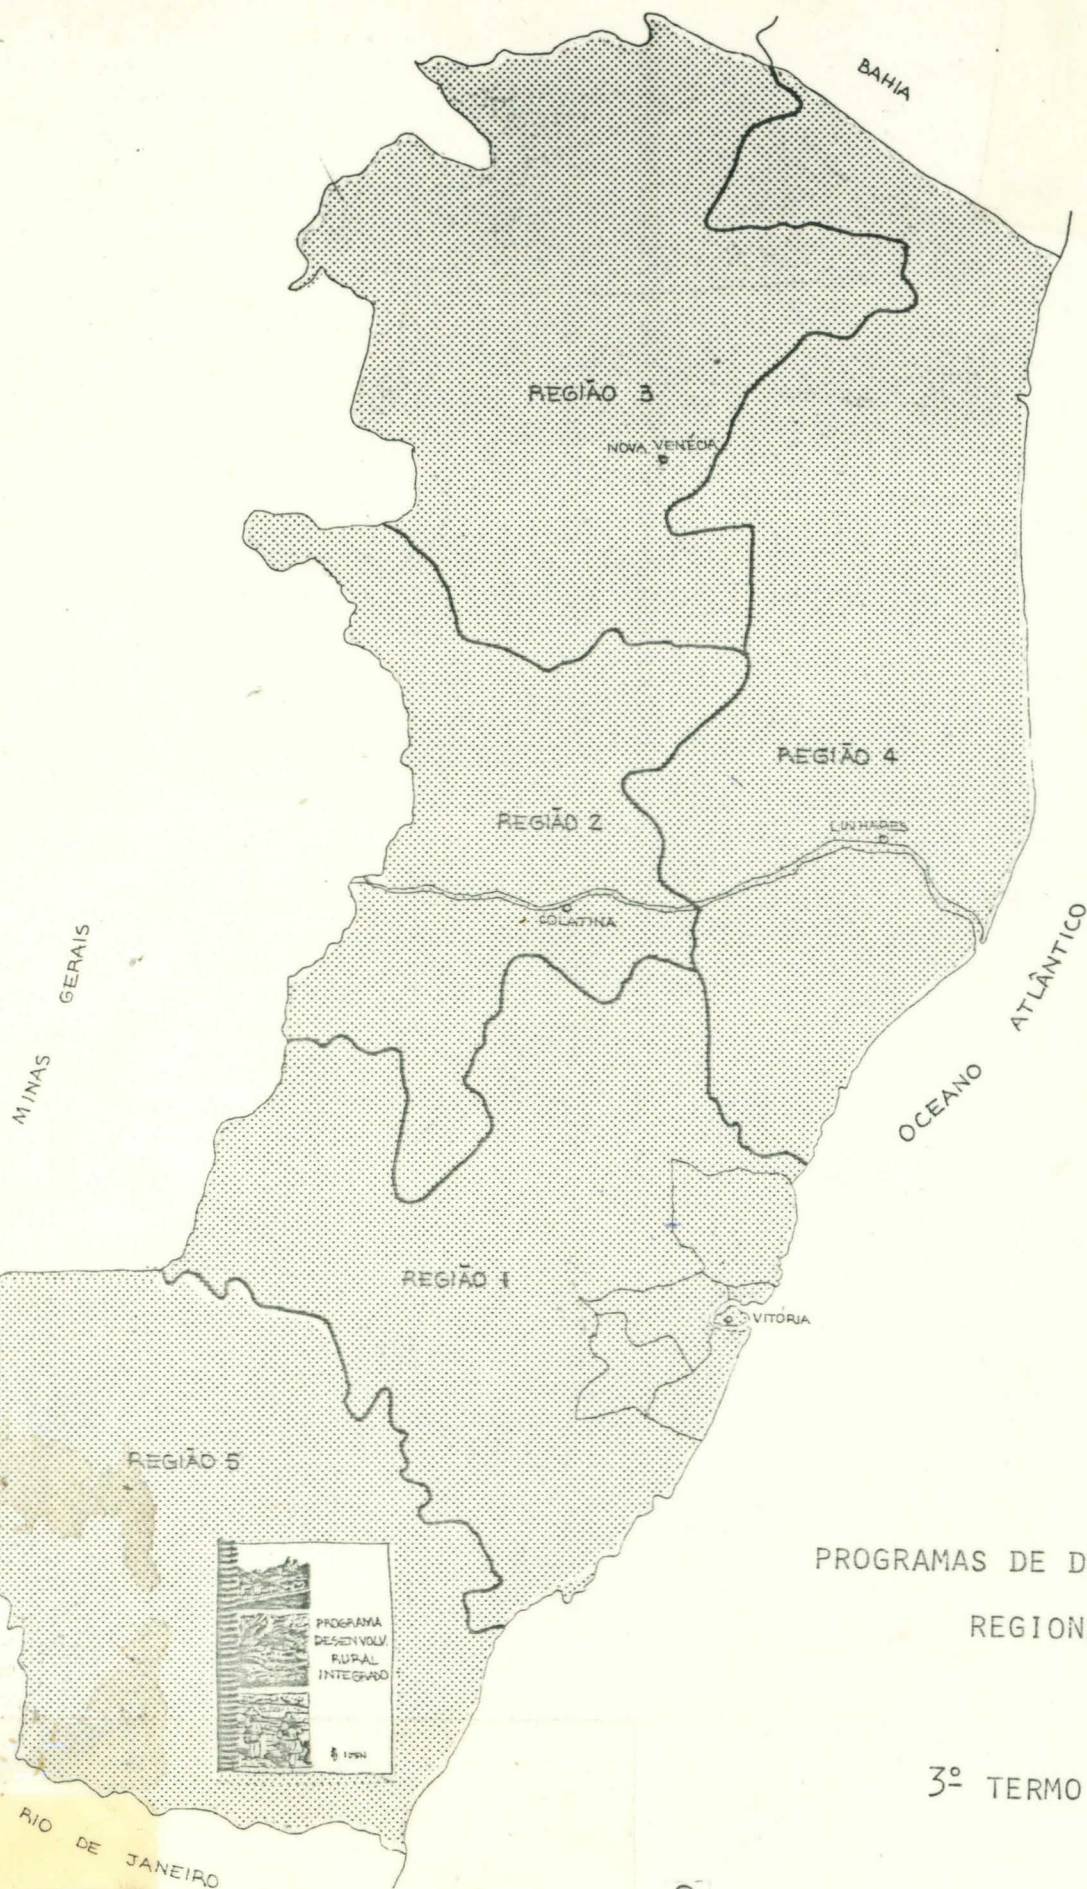 BAHIA
REGIÃO 3
NOVA VENÉCIA
REGIÃO 4
REGIÃO 2
LINHARES
COLATINA
MINAS GERAIS
OCEANO ATLÂNTICO
REGIÃO 1
VITÓRIA
REGIÃO 5
PROGRAMA
DESENVOLV.
RURAL
INTEGRADO
PROGRAMAS DE D
REGION
3º TERMO
RIO DE JANEIRO